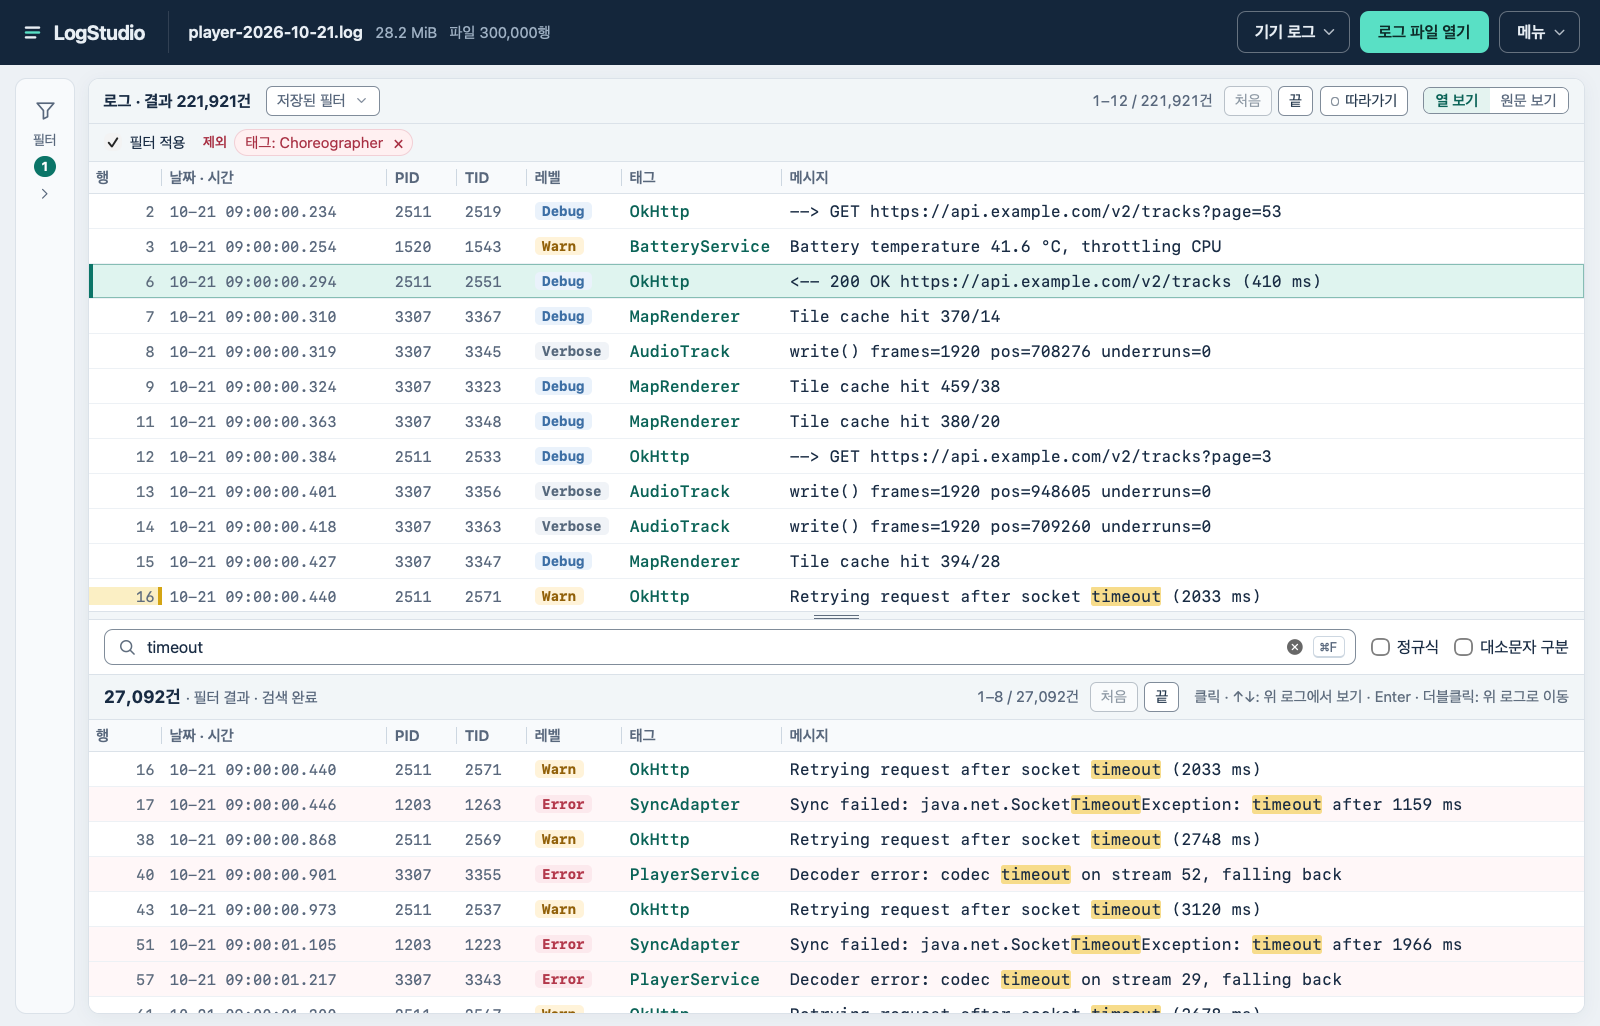 LogStudio player-2026-10-21.log 28.2 MiB 파일 300,000행 기기 로그 로그 파일 열기 메뉴
필터
1
로그 · 결과 221,921건 저장된 필터 1–12 / 221,921건 처음 끝 따라가기 열 보기 원문 보기
필터 적용 제외 태그: Choreographer ×
행 날짜 · 시간 PID TID 레벨 태그 메시지
2 10-21 09:00:00.234 2511 2519 Debug OkHttp --> GET https://api.example.com/v2/tracks?page=53
3 10-21 09:00:00.254 1520 1543 Warn BatteryService Battery temperature 41.6 °C, throttling CPU
6 10-21 09:00:00.294 2511 2551 Debug OkHttp <-- 200 OK https://api.example.com/v2/tracks (410 ms)
7 10-21 09:00:00.310 3307 3367 Debug MapRenderer Tile cache hit 370/14
8 10-21 09:00:00.319 3307 3345 Verbose AudioTrack write() frames=1920 pos=708276 underruns=0
9 10-21 09:00:00.324 3307 3323 Debug MapRenderer Tile cache hit 459/38
11 10-21 09:00:00.363 3307 3348 Debug MapRenderer Tile cache hit 380/20
12 10-21 09:00:00.384 2511 2533 Debug OkHttp --> GET https://api.example.com/v2/tracks?page=3
13 10-21 09:00:00.401 3307 3356 Verbose AudioTrack write() frames=1920 pos=948605 underruns=0
14 10-21 09:00:00.418 3307 3363 Verbose AudioTrack write() frames=1920 pos=709260 underruns=0
15 10-21 09:00:00.427 3307 3347 Debug MapRenderer Tile cache hit 394/28
16 10-21 09:00:00.440 2511 2571 Warn OkHttp Retrying request after socket timeout (2033 ms)
timeout ⌘F 정규식 대소문자 구분
27,092건 · 필터 결과 · 검색 완료 1–8 / 27,092건 처음 끝 클릭 · ↑↓: 위 로그에서 보기 · Enter · 더블클릭: 위 로그로 이동
행 날짜 · 시간 PID TID 레벨 태그 메시지
16 10-21 09:00:00.440 2511 2571 Warn OkHttp Retrying request after socket timeout (2033 ms)
17 10-21 09:00:00.446 1203 1263 Error SyncAdapter Sync failed: java.net.SocketTimeoutException: timeout after 1159 ms
38 10-21 09:00:00.868 2511 2569 Warn OkHttp Retrying request after socket timeout (2748 ms)
40 10-21 09:00:00.901 3307 3355 Error PlayerService Decoder error: codec timeout on stream 52, falling back
43 10-21 09:00:00.973 2511 2537 Warn OkHttp Retrying request after socket timeout (3120 ms)
51 10-21 09:00:01.105 1203 1223 Error SyncAdapter Sync failed: java.net.SocketTimeoutException: timeout after 1966 ms
57 10-21 09:00:01.217 3307 3343 Error PlayerService Decoder error: codec timeout on stream 29, falling back